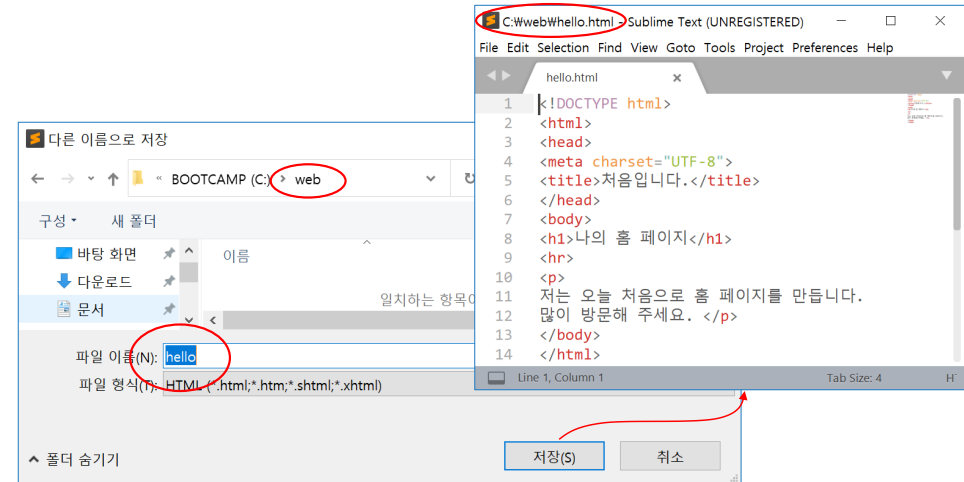 C:\web\hello.html - Sublime Text (UNREGISTERED)
File Edit Selection Find View Goto Tools Project Preferences Help
hello.html
1 <!DOCTYPE html>
2 <html>
3 <head>
4 <meta charset="UTF-8">
5 <title>처음입니다.</title>
6 </head>
7 <body>
8 <h1>나의 홈 페이지</h1>
9 <hr>
10 <p>
11 저는 오늘 처음으로 홈 페이지를 만듭니다.
12 많이 방문해 주세요. </p>
13 </body>
14 </html>
Line 1, Column 1 Tab Size: 4
다른 이름으로 저장
« BOOTCAMP (C:) › web
구성 새 폴더
바탕 화면
다운로드
문서
이름
일치하는
파일 이름(N): hello
파일 형식(T): HTML (*.html;*.htm;*.shtml;*.xhtml)
폴더 숨기기
저장(S) 취소